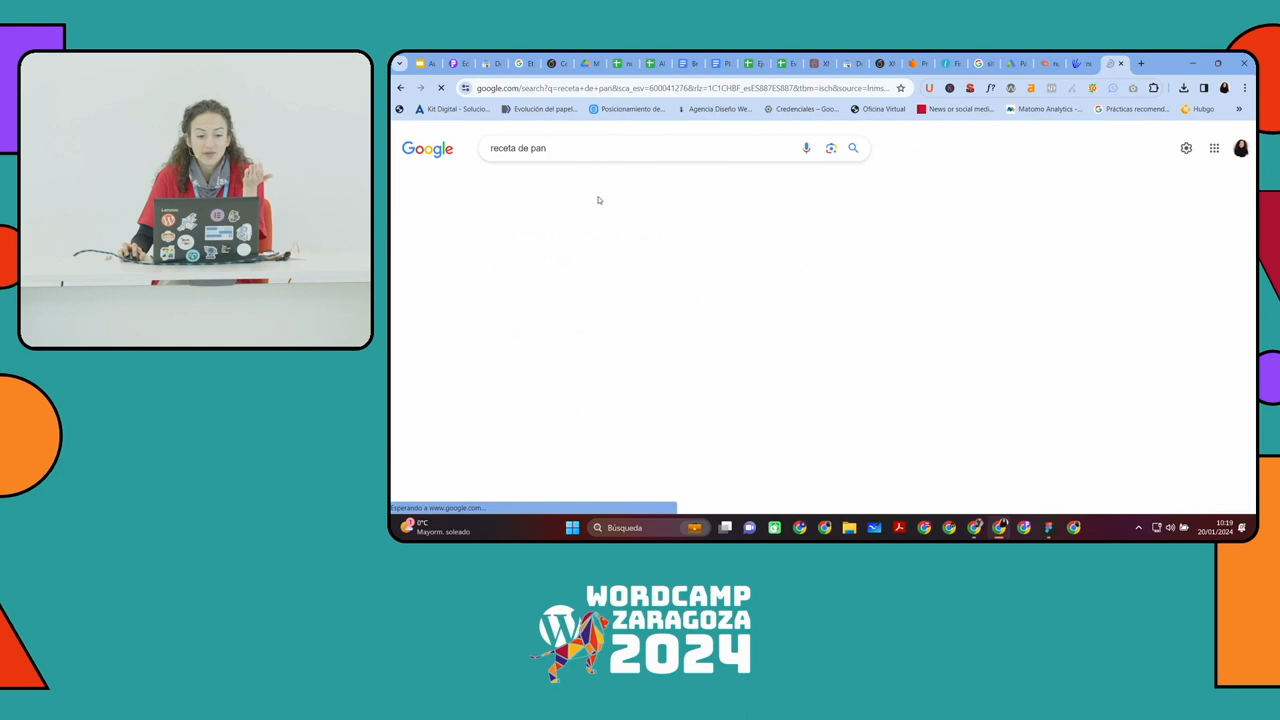 google.com/search?q=receta+de+pan&sca_esv=600041276&rlz=1C1CHBF_esES887ES887&tbm=isch&source=lnms...
Kit Digital - Solucio...
Evolución del papel...
Posicionamiento de...
Agencia Diseño We...
Credenciales – Goo...
Oficina Virtual
News or social medi...
Matomo Analytics -...
Prácticas recomend...
Hubgo
»
Google
receta de pan
Lenovo
Esperando a www.google.com...
0°C
Mayorm. soleado
Búsqueda
10:19
20/01/2024
WORDCAMP
ZARAGOZA
2024